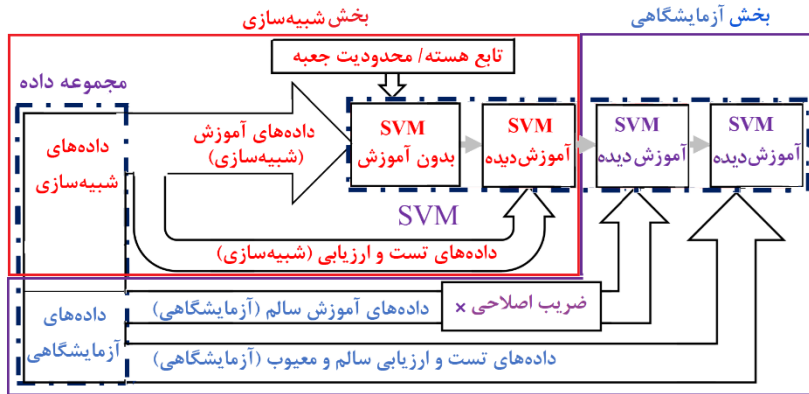 بخش شبیه‌سازی
بخش آزمایشگاهی
تابع هسته/ محدودیت جعبه
مجموعه داده
داده‌های
شبیه‌سازی
داده‌های آموزش
(شبیه‌سازی)
SVM
بدون آموزش
SVM
آموزش‌دیده
SVM
آموزش‌دیده
SVM
آموزش‌دیده
SVM
داده‌های تست و ارزیابی (شبیه‌سازی)
داده‌های
آزمایشگاهی
داده‌های آموزش سالم (آزمایشگاهی)
ضریب اصلاحی ×
داده‌های تست و ارزیابی سالم و معیوب (آزمایشگاهی)